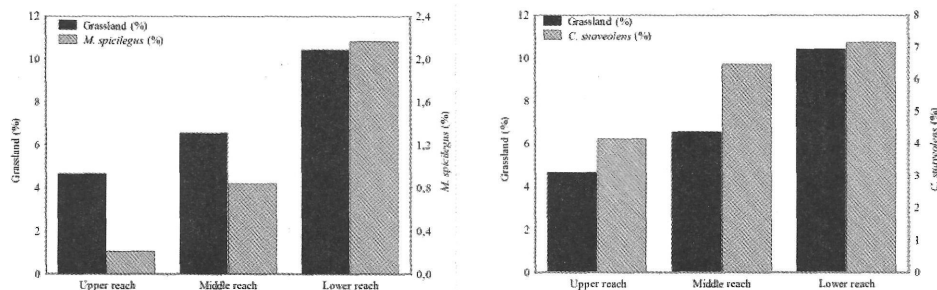 12
10
8
6
4
2
0
Grassland (%)
Grassland (%)
M. spicilegus (%)
2,4
2,0
1,6
1,2
0,8
0,4
0,0
M. spicilegus (%)
Upper reach
Middle reach
Lower reach
12
10
8
6
4
2
0
Grassland (%)
Grassland (%)
C. suaveolens (%)
8
7
6
5
4
3
2
1
0
C. suaveolens (%)
Upper reach
Middle reach
Lower reach